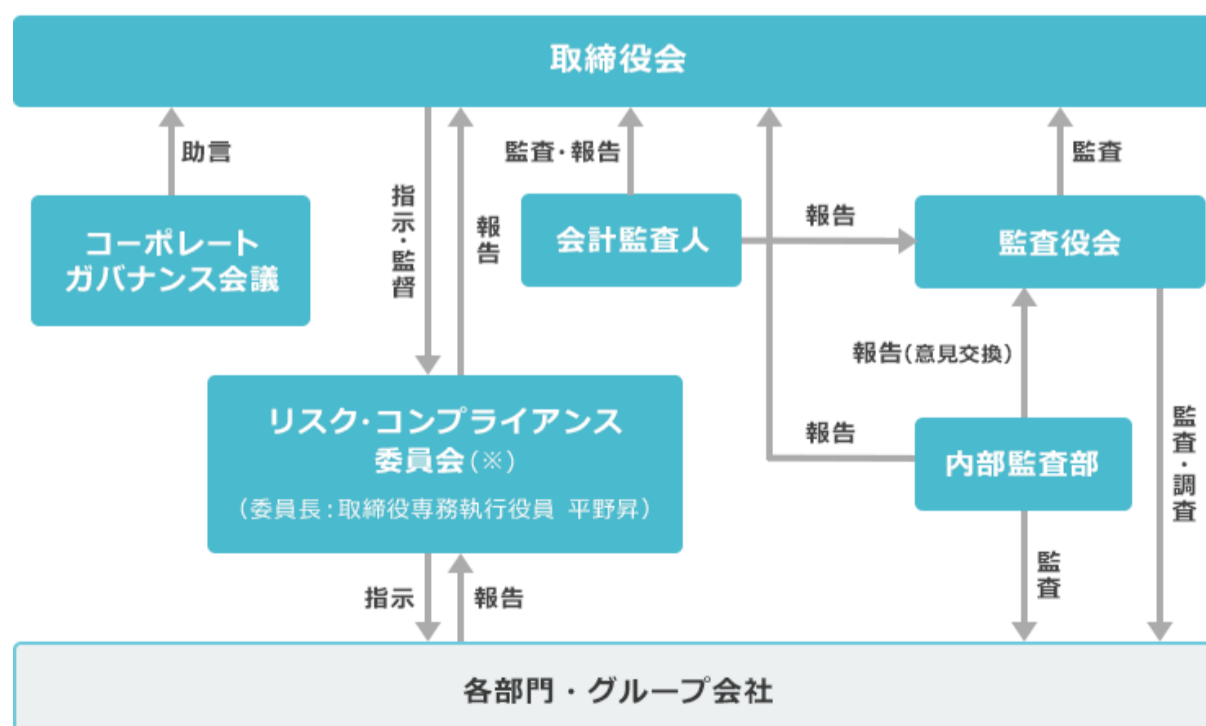 取締役会
助言
指示・監督
報告
監査・報告
監査
コーポレート
ガバナンス会議
会計監査人
報告
監査役会
報告(意見交換)
リスク・コンプライアンス
委員会(※)
(委員長:取締役専務執行役員 平野昇)
報告
内部監査部
監査・調査
指示
報告
監査
各部門・グループ会社